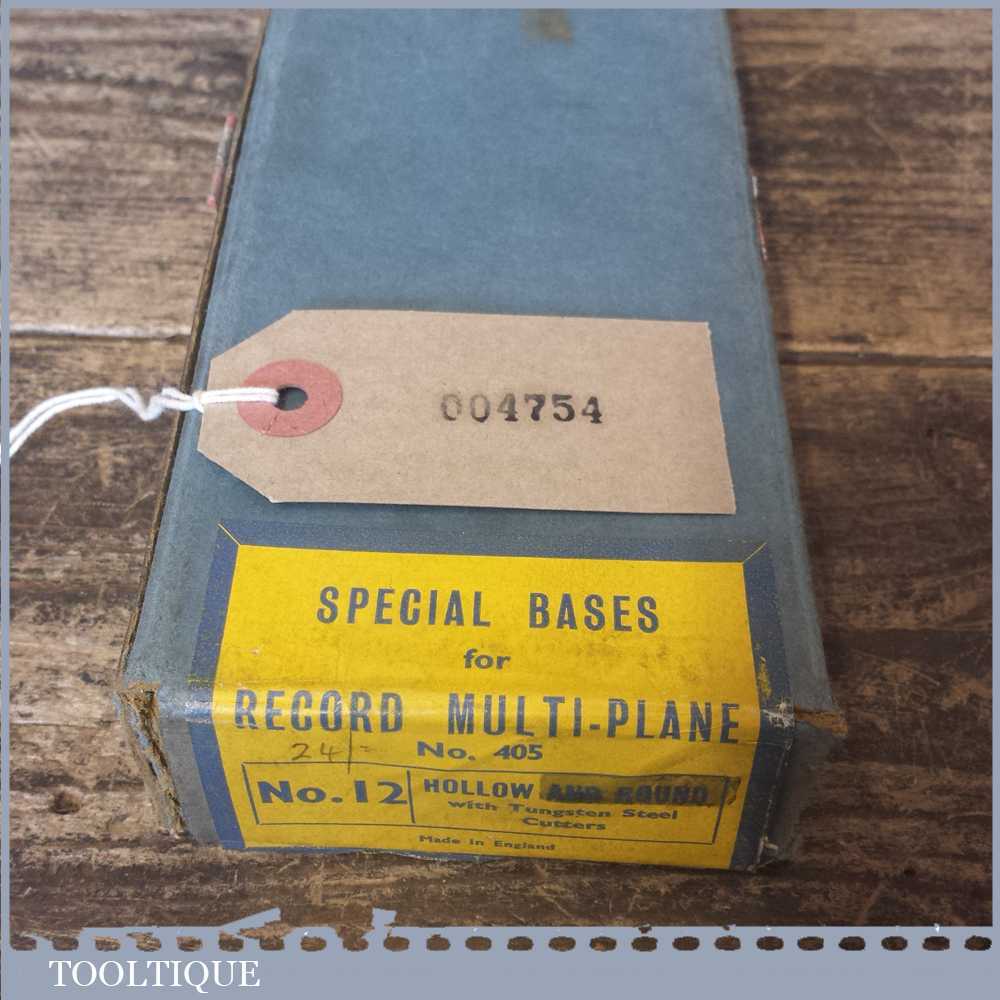 004754
SPECIAL BASES
for
RECORD MULTI-PLANE
24/-
No. 405
No. 12
HOLLOW AND ROUND
with Tungsten Steel
Cutters
Made in England
TOOLTIQUE